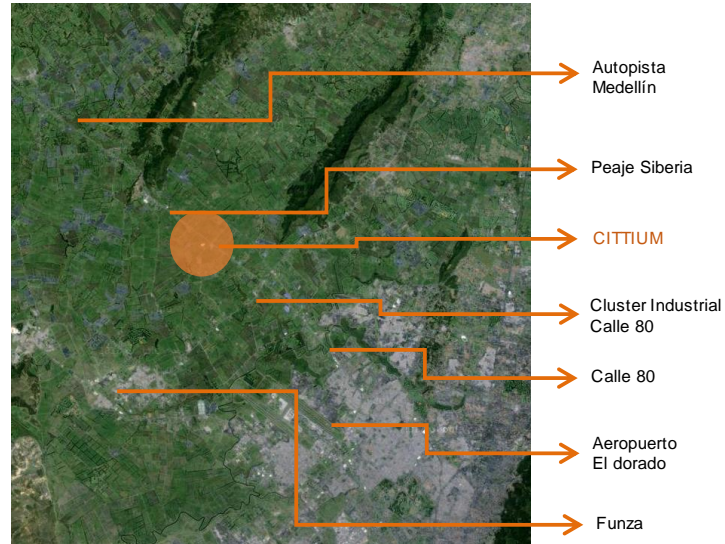 Autopista
Medellín
Peaje Siberia
CITTIUM
Cluster Industrial
Calle 80
Calle 80
Aeropuerto
El dorado
Funza